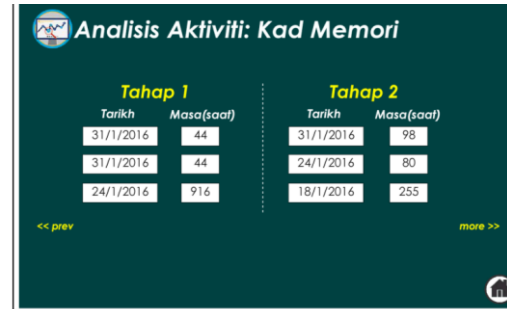 Analisis Aktiviti: Kad Memori
Tahap 1
Tarikh Masa(saat)
31/1/2016 44
31/1/2016 44
24/1/2016 916
Tahap 2
Tarikh Masa(saat)
31/1/2016 98
24/1/2016 80
18/1/2016 255
<< prev
more >>